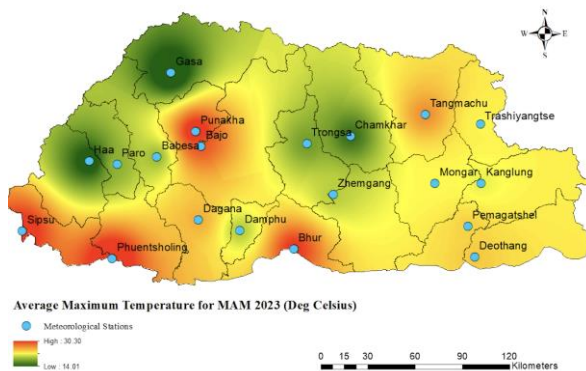 N
W E
S
Gasa
Tangmachu
Trashiyangtse
Punakha
Bajo
Chamkhar
Trongsa
Babesa
Haa
Paro
Mongar
Kanglung
Zhemgang
Dagana
Damphu
Pemagatshel
Sipsu
Phuentsholing
Bhur
Deothang
Average Maximum Temperature for MAM 2023 (Deg Celsius)
Meteorological Stations
High : 30.30
Low : 14.01
0 15 30 60 90 120
Kilometers